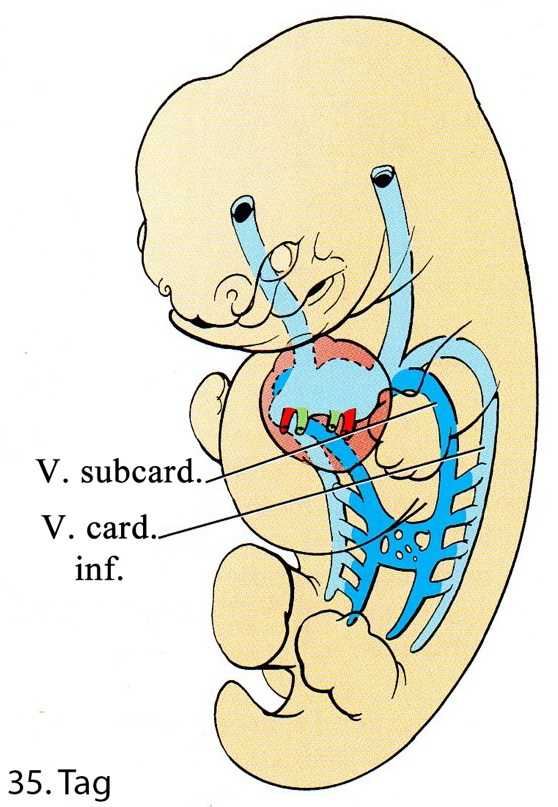 V. subcard.
V. card.
inf.
35. Tag